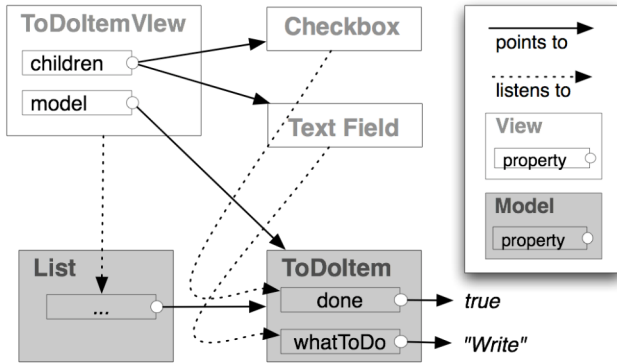 ToDoItemVIew
children
model
Checkbox
Text Field
List
...
ToDoItem
done
whatToDo
true
"Write"
points to
listens to
View
property
Model
property